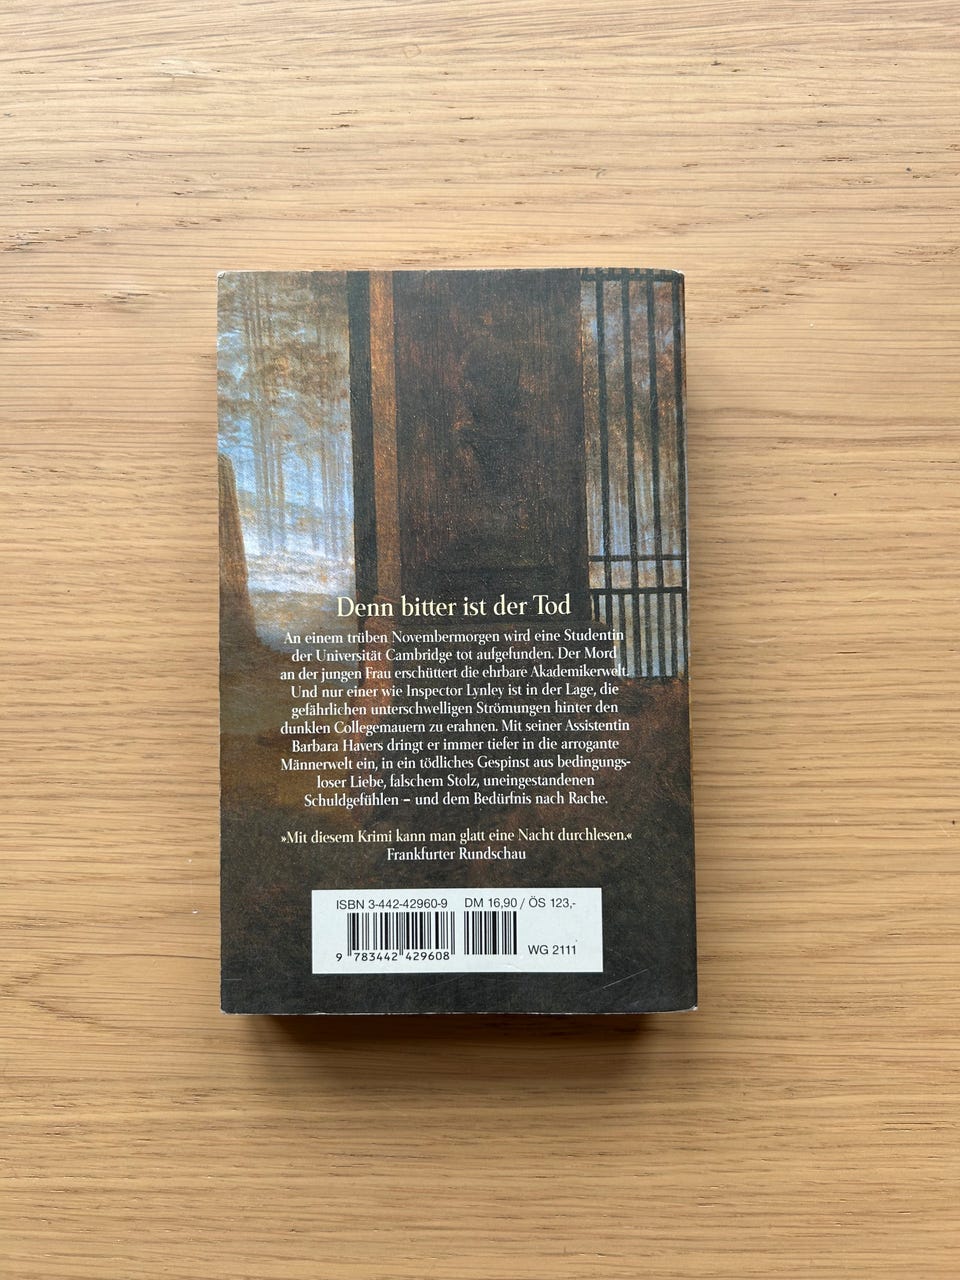 Denn bitter ist der Tod
An einem trüben Novembermorgen wird eine Studentin
der Universität Cambridge tot aufgefunden. Der Mord
an der jungen Frau erschüttert die ehrbare Akademikerwelt.
Und nur einer wie Inspector Lynley ist in der Lage, die
gefährlichen unterschwelligen Strömungen hinter den
dunklen Collegemauern zu erahnen. Mit seiner Assistentin
Barbara Havers dringt er immer tiefer in die arrogante
Männerwelt ein, in ein tödliches Gespinst aus bedingungs-
loser Liebe, falschem Stolz, uneingestandenen
Schuldgefühlen – und dem Bedürfnis nach Rache.
»Mit diesem Krimi kann man glatt eine Nacht durchlesen.«
Frankfurter Rundschau
ISBN 3-442-42960-9 DM 16,90 / ÖS 123,-
9 783442 429608 WG 2111